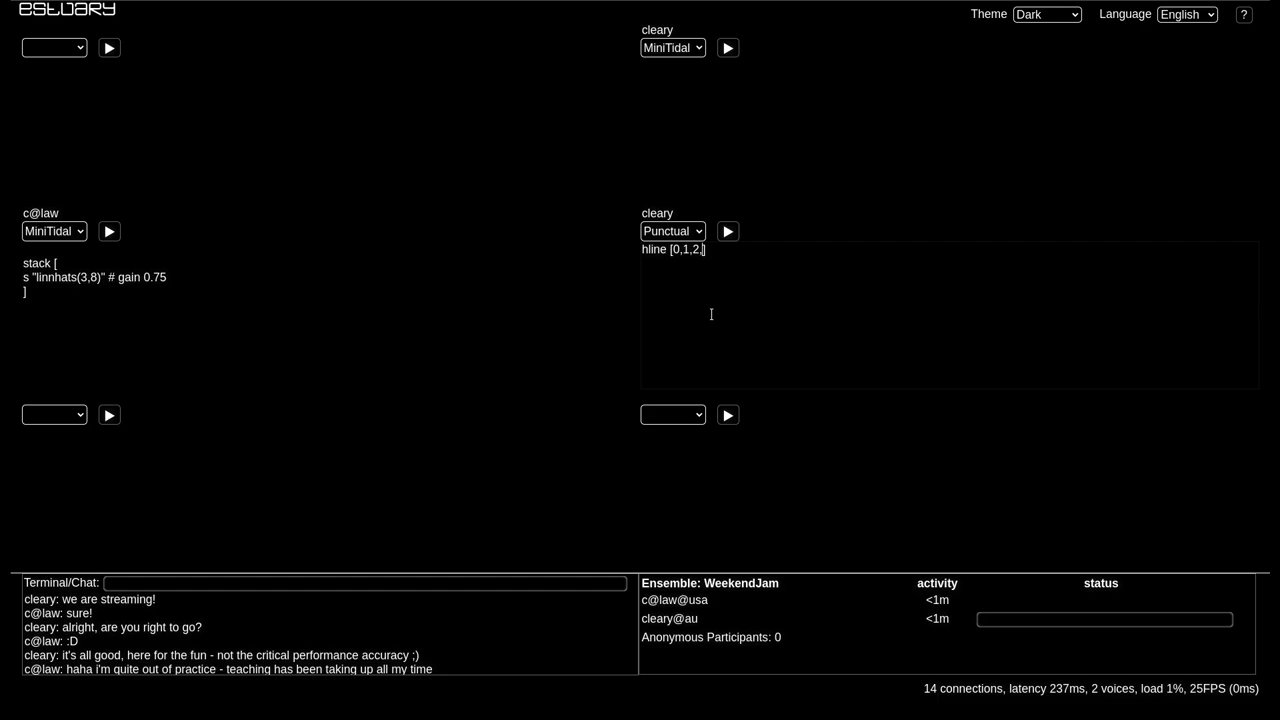 estuary
Theme Dark Language English ?
cleary
MiniTidal
c@law
MiniTidal
stack [
s "linnhats(3,8)" # gain 0.75
]
cleary
Punctual
hline [0,1,2,]
Terminal/Chat:
cleary: we are streaming!
c@law: sure!
cleary: alright, are you right to go?
c@law: :D
cleary: it's all good, here for the fun - not the critical performance accuracy ;)
c@law: haha i'm quite out of practice - teaching has been taking up all my time
Ensemble: WeekendJam activity status
c@law@usa <1m
cleary@au <1m
Anonymous Participants: 0
14 connections, latency 237ms, 2 voices, load 1%, 25FPS (0ms)